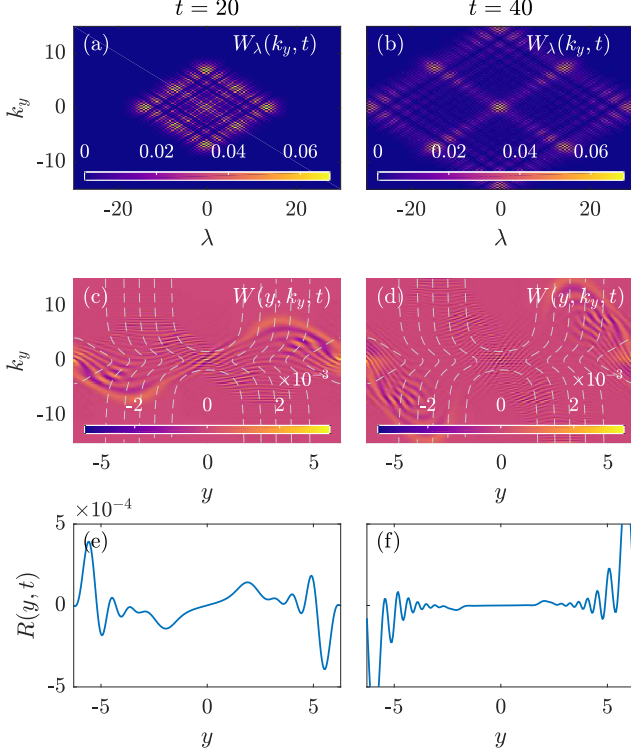 t = 20 t = 40
(a) W_λ(k_y, t) (b) W_λ(k_y, t)
10
k_y 0
-10
0 0.02 0.04 0.06 0 0.02 0.04 0.06
-20 0 20 -20 0 20
λ λ
(c) W(y, k_y, t) (d) W(y, k_y, t)
10
k_y 0
×10⁻³ ×10⁻³
-2 0 2 -2 0 2
-10
-5 0 5 -5 0 5
y y
×10⁻⁴
5 (e) (f)
R(y, t) 0
-5
-5 0 5 -5 0 5
y y